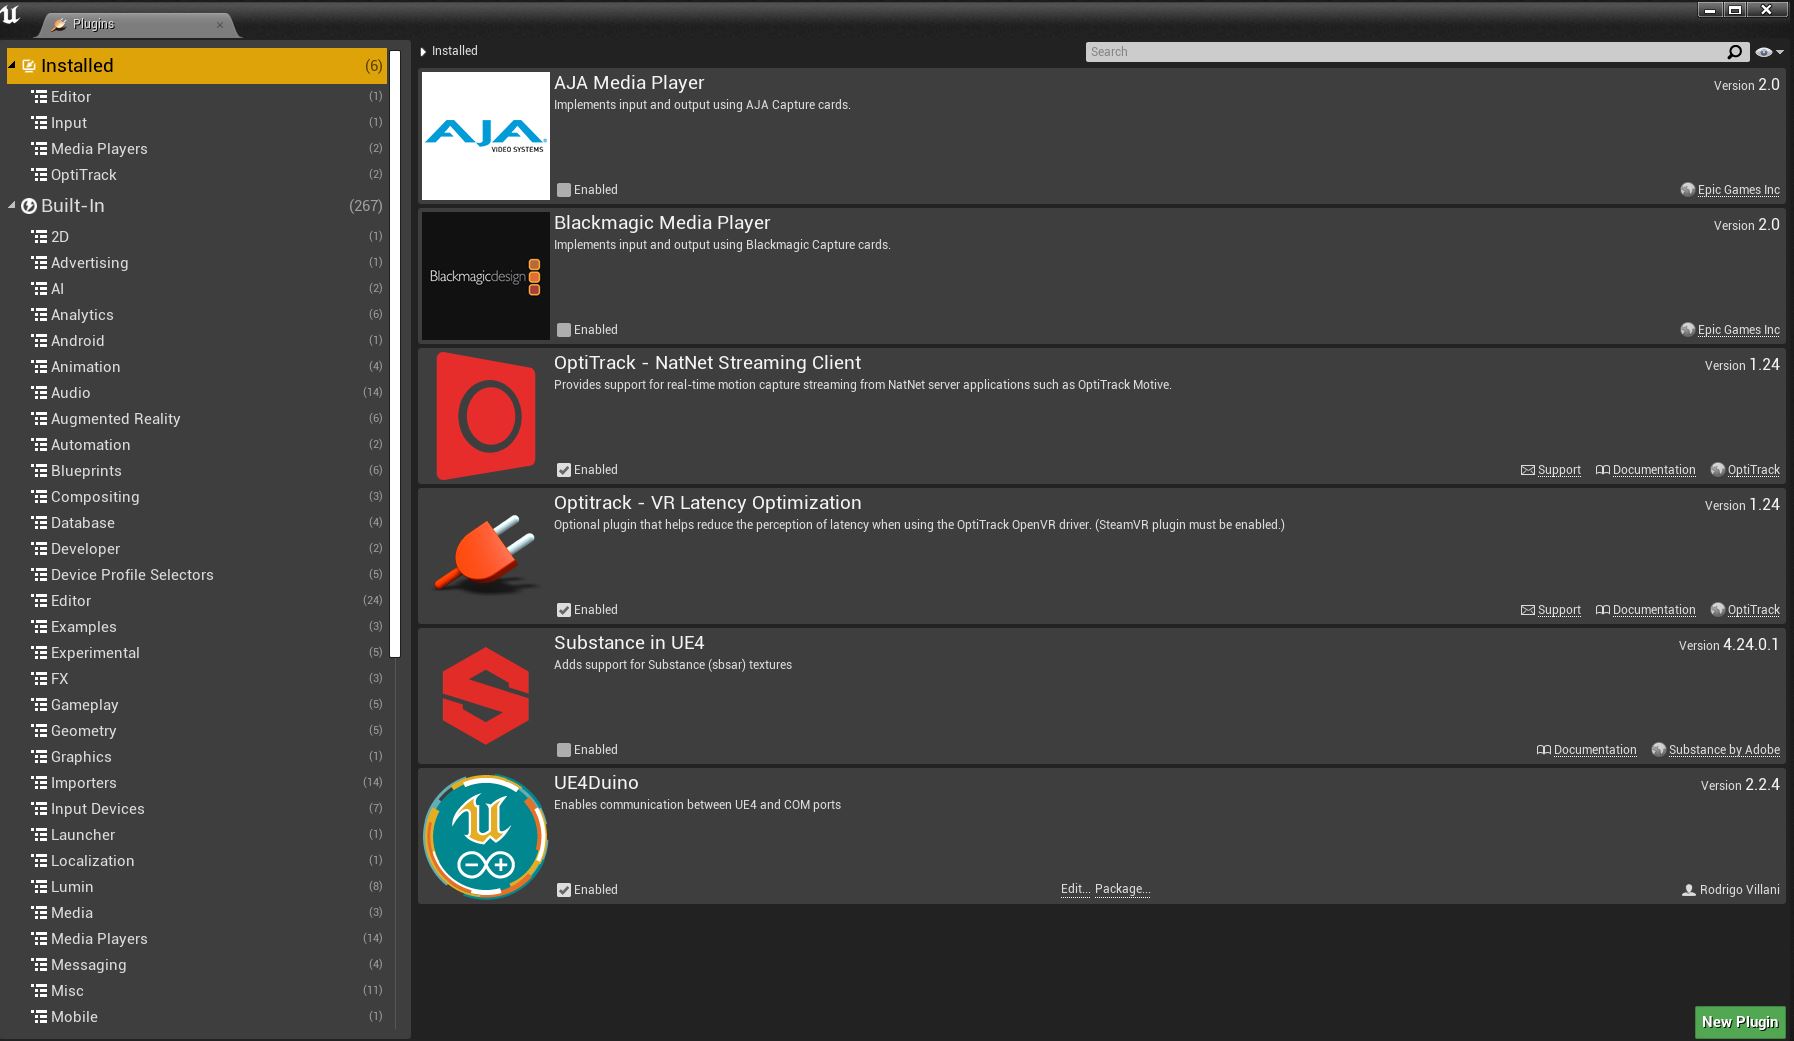 Plugins
Installed (6)
Editor (1)
Input (1)
Media Players (2)
OptiTrack (2)
Built-In (267)
2D (1)
Advertising (1)
AI (2)
Analytics (6)
Android (1)
Animation (4)
Audio (14)
Augmented Reality (6)
Automation (2)
Blueprints (6)
Compositing (3)
Database (4)
Developer (2)
Device Profile Selectors (5)
Editor (24)
Examples (3)
Experimental (5)
FX (3)
Gameplay (5)
Geometry (5)
Graphics (1)
Importers (14)
Input Devices (7)
Launcher (1)
Localization (1)
Lumin (8)
Media (3)
Media Players (14)
Messaging (4)
Misc (11)
Mobile (1)
Installed
Search
AJA
VIDEO SYSTEMS
AJA Media Player
Version 2.0
Implements input and output using AJA Capture cards.
Enabled
Epic Games Inc
Blackmagicdesign
Blackmagic Media Player
Version 2.0
Implements input and output using Blackmagic Capture cards.
Enabled
Epic Games Inc
OptiTrack - NatNet Streaming Client
Version 1.24
Provides support for real-time motion capture streaming from NatNet server applications such as OptiTrack Motive.
Enabled
Support Documentation OptiTrack
Optitrack - VR Latency Optimization
Version 1.24
Optional plugin that helps reduce the perception of latency when using the OptiTrack OpenVR driver. (SteamVR plugin must be enabled.)
Enabled
Support Documentation OptiTrack
Substance in UE4
Version 4.24.0.1
Adds support for Substance (sbsar) textures
Enabled
Documentation Substance by Adobe
UE4Duino
Version 2.2.4
Enables communication between UE4 and COM ports
Enabled
Edit... Package...
Rodrigo Villani
New Plugin